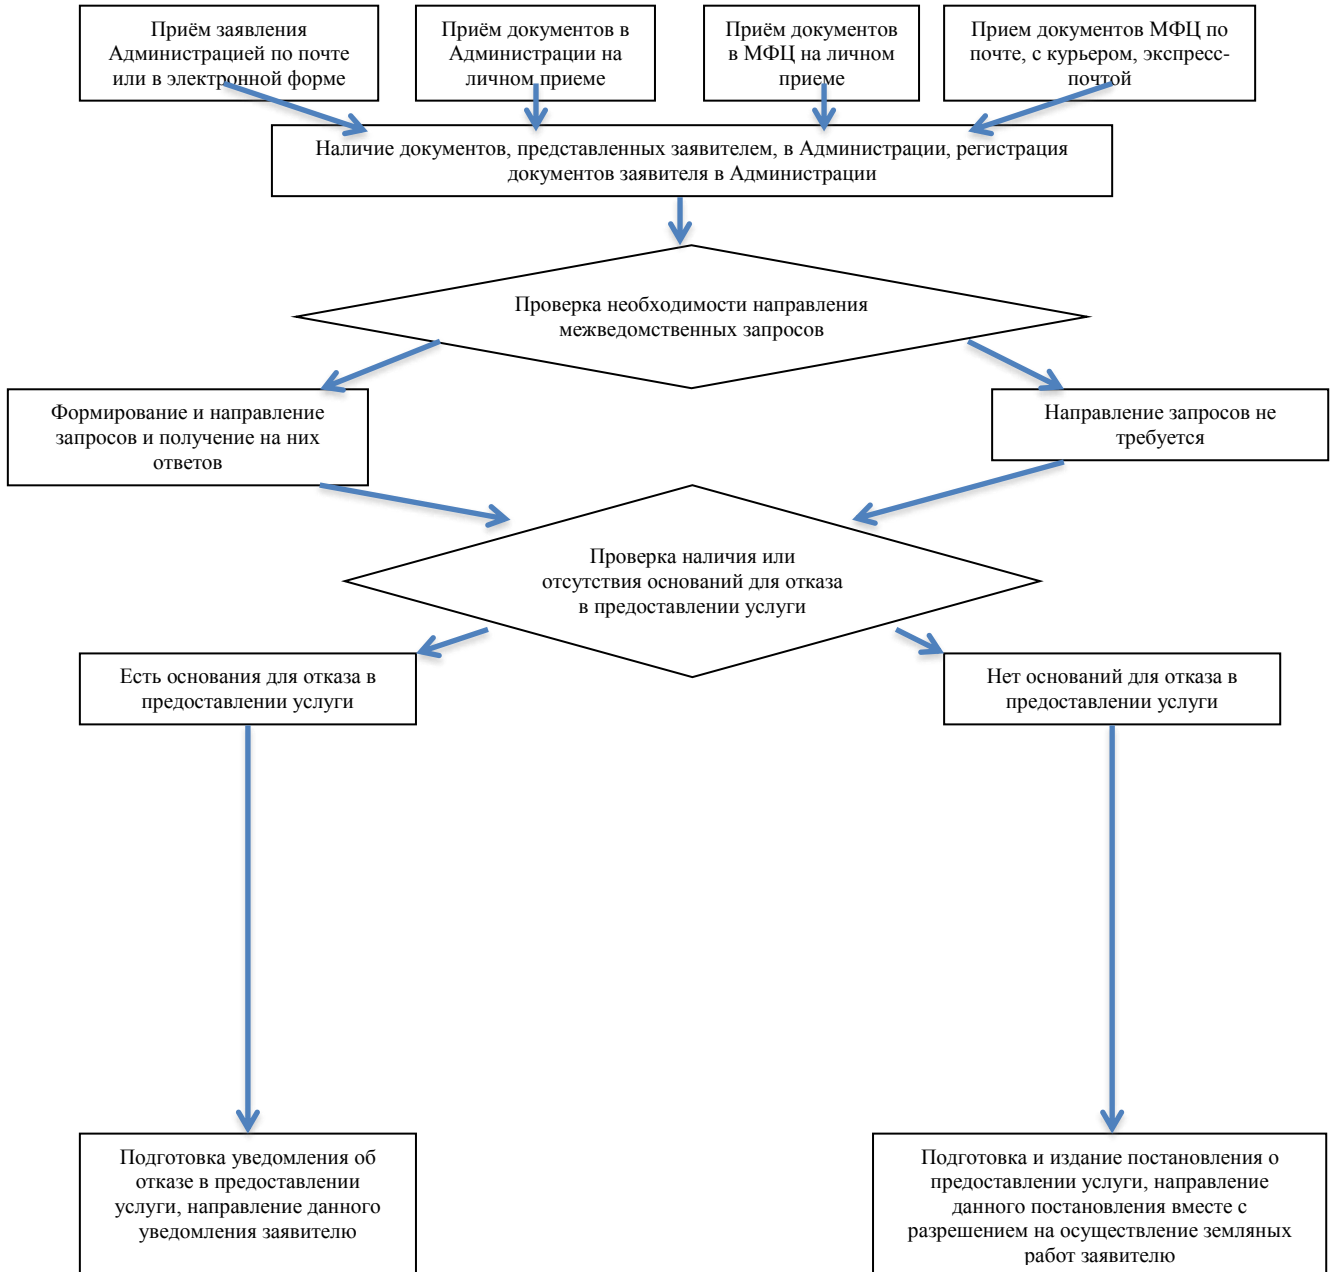 Приём заявления
Администрацией по почте
или в электронной форме
Приём документов в
Администрации на
личном приеме
Приём документов
в МФЦ на личном
приеме
Прием документов МФЦ по
почте, с курьером, экспресс-
почтой
Наличие документов, представленных заявителем, в Администрации, регистрация
документов заявителя в Администрации
Проверка необходимости направления
межведомственных запросов
Формирование и направление
запросов и получение на них
ответов
Направление запросов не
требуется
Проверка наличия или
отсутствия оснований для отказа
в предоставлении услуги
Есть основания для отказа в
предоставлении услуги
Нет оснований для отказа в
предоставлении услуги
Подготовка уведомления об
отказе в предоставлении
услуги, направление данного
уведомления заявителю
Подготовка и издание постановления о
предоставлении услуги, направление
данного постановления вместе с
разрешением на осуществление земляных
работ заявителю